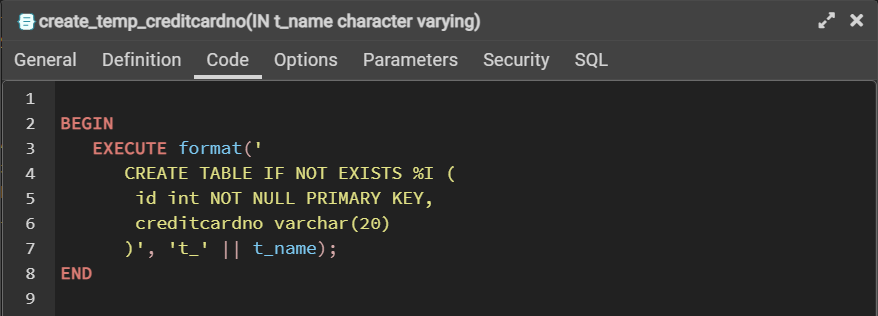 create_temp_creditcardno(IN t_name character varying)
General Definition Code Options Parameters Security SQL
1
2 BEGIN
3 EXECUTE format('
4 CREATE TABLE IF NOT EXISTS %I (
5 id int NOT NULL PRIMARY KEY,
6 creditcardno varchar(20)
7 )', 't_' || t_name);
8 END
9